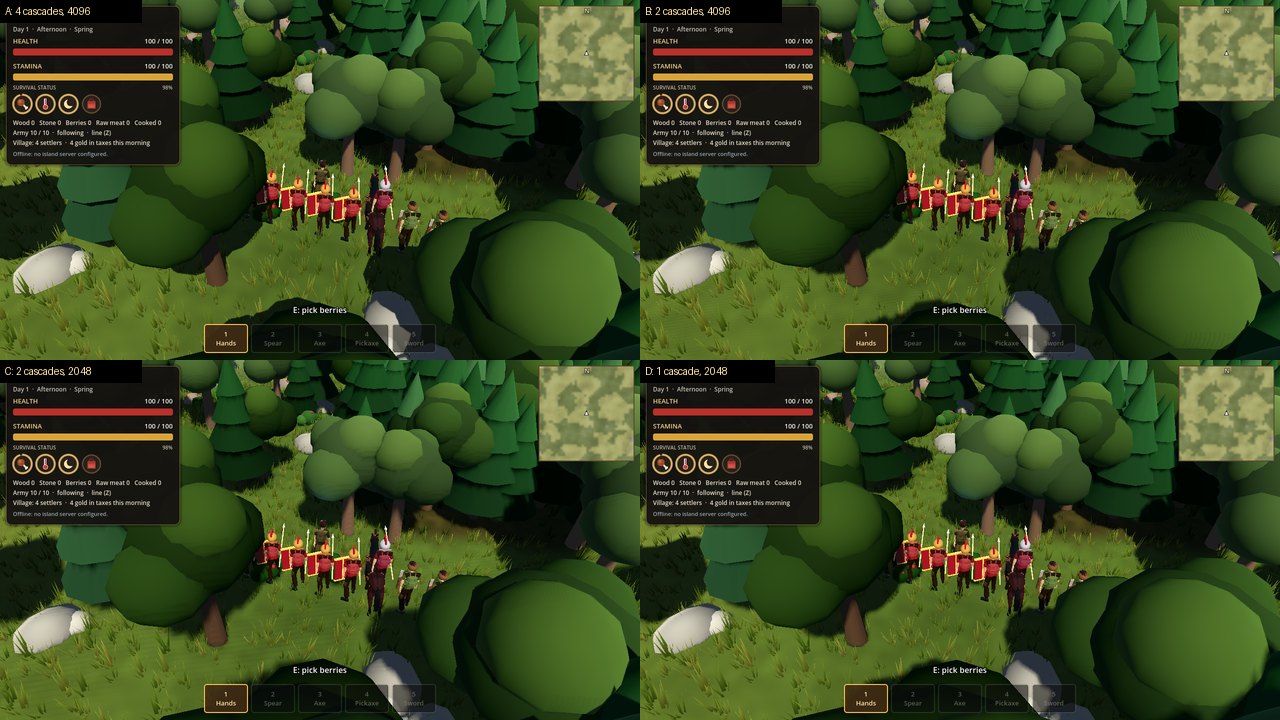 A: 4 cascades, 4096
Day 1 · Afternoon · Spring
HEALTH 100 / 100
STAMINA 100 / 100
SURVIVAL STATUS 98%
Wood 0 Stone 0 Berries 0 Raw meat 0 Cooked 0
Army 10 / 10 · following · line (Z)
Village: 4 settlers · 4 gold in taxes this morning
Offline: no island server configured.
N
E: pick berries
1 2 3 4 5
Hands Spear Axe Pickaxe Sword
B: 2 cascades, 4096
Day 1 · Afternoon · Spring
HEALTH 100 / 100
STAMINA 100 / 100
SURVIVAL STATUS 98%
Wood 0 Stone 0 Berries 0 Raw meat 0 Cooked 0
Army 10 / 10 · following · line (Z)
Village: 4 settlers · 4 gold in taxes this morning
Offline: no island server configured.
N
E: pick berries
1 2 3 4 5
Hands Spear Axe Pickaxe Sword
C: 2 cascades, 2048
Day 1 · Afternoon · Spring
HEALTH 100 / 100
STAMINA 100 / 100
SURVIVAL STATUS 98%
Wood 0 Stone 0 Berries 0 Raw meat 0 Cooked 0
Army 10 / 10 · following · line (Z)
Village: 4 settlers · 4 gold in taxes this morning
Offline: no island server configured.
N
E: pick berries
1 2 3 4 5
Hands Spear Axe Pickaxe Sword
D: 1 cascade, 2048
Day 1 · Afternoon · Spring
HEALTH 100 / 100
STAMINA 100 / 100
SURVIVAL STATUS 98%
Wood 0 Stone 0 Berries 0 Raw meat 0 Cooked 0
Army 10 / 10 · following · line (Z)
Village: 4 settlers · 4 gold in taxes this morning
Offline: no island server configured.
N
E: pick berries
1 2 3 4 5
Hands Spear Axe Pickaxe Sword